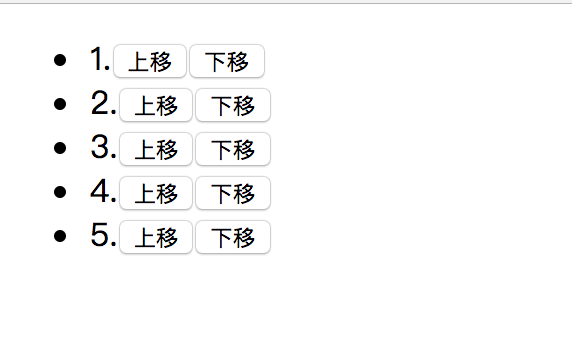 1. 上移 下移
2. 上移 下移
3. 上移 下移
4. 上移 下移
5. 上移 下移